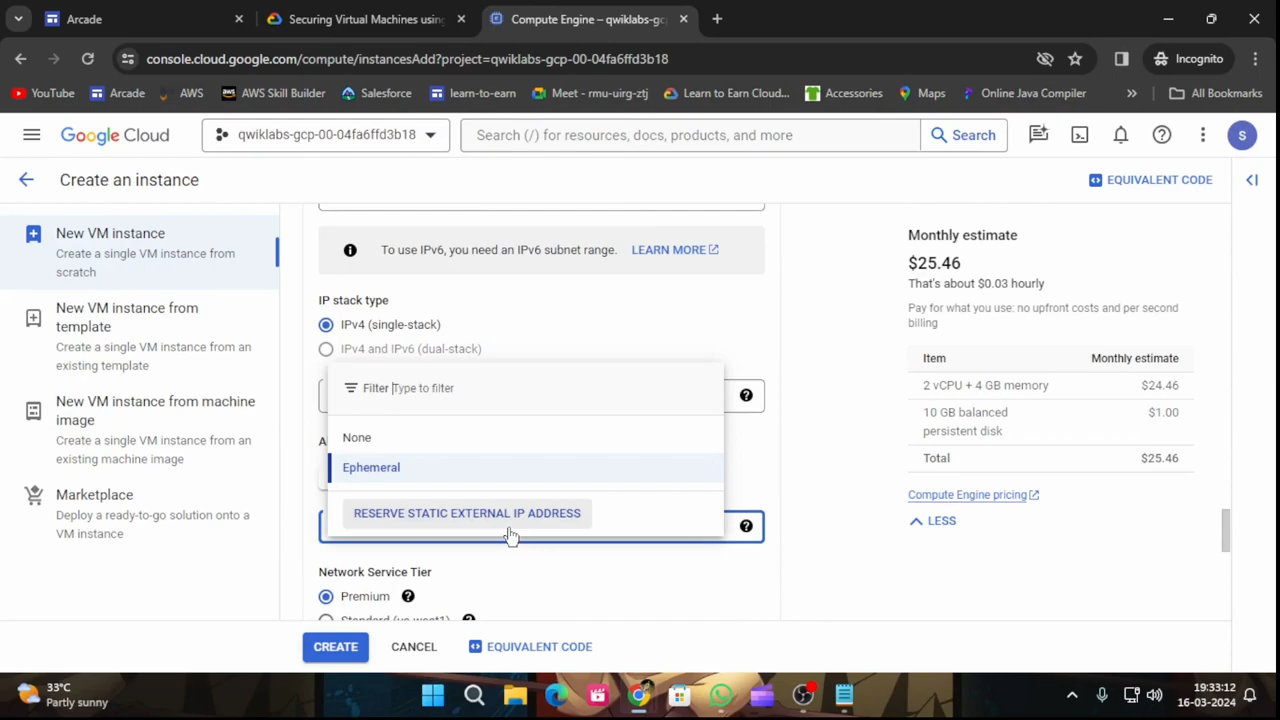 Arcade
Securing Virtual Machines using
Compute Engine – qwiklabs-gc
console.cloud.google.com/compute/instancesAdd?project=qwiklabs-gcp-00-04fa6ffd3b18
Incognito
YouTube
Arcade
AWS
AWS Skill Builder
Salesforce
learn-to-earn
Meet - rmu-uirg-ztj
Learn to Earn Cloud...
Accessories
Maps
Online Java Compiler
All Bookmarks
Google Cloud
qwiklabs-gcp-00-04fa6ffd3b18
Search (/) for resources, docs, products, and more
Search
S
Create an instance
EQUIVALENT CODE
New VM instance
Create a single VM instance from
scratch
New VM instance from
template
Create a single VM instance from an
existing template
New VM instance from machine
image
Create a single VM instance from an
existing machine image
Marketplace
Deploy a ready-to-go solution onto a
VM instance
To use IPv6, you need an IPv6 subnet range. LEARN MORE
IP stack type
IPv4 (single-stack)
IPv4 and IPv6 (dual-stack)
Filter Type to filter
None
Ephemeral
RESERVE STATIC EXTERNAL IP ADDRESS
Network Service Tier
Premium
Standard (us-west1)
CREATE
CANCEL
EQUIVALENT CODE
Monthly estimate
$25.46
That's about $0.03 hourly
Pay for what you use: no upfront costs and per second
billing
Item Monthly estimate
2 vCPU + 4 GB memory $24.46
10 GB balanced $1.00
persistent disk
Total $25.46
Compute Engine pricing
LESS
33°C
Partly sunny
19:33:12
16-03-2024